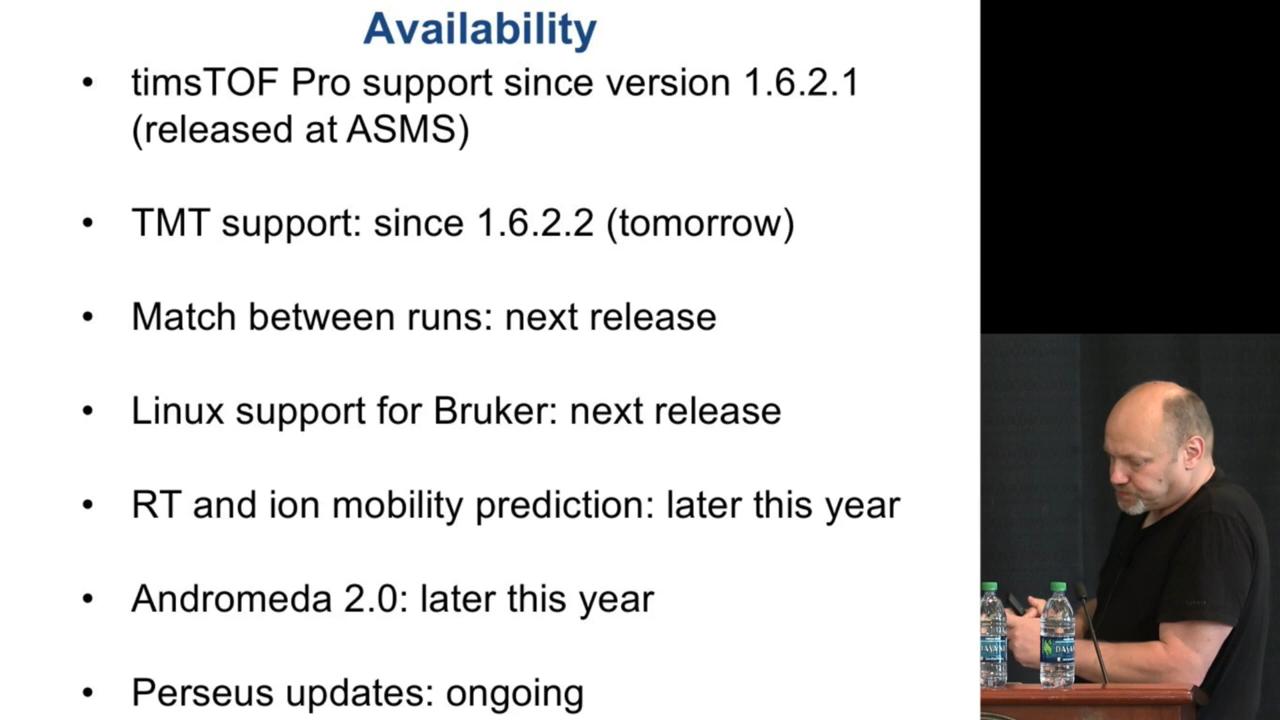 Availability
• timsTOF Pro support since version 1.6.2.1
(released at ASMS)
• TMT support: since 1.6.2.2 (tomorrow)
• Match between runs: next release
• Linux support for Bruker: next release
• RT and ion mobility prediction: later this year
• Andromeda 2.0: later this year
• Perseus updates: ongoing